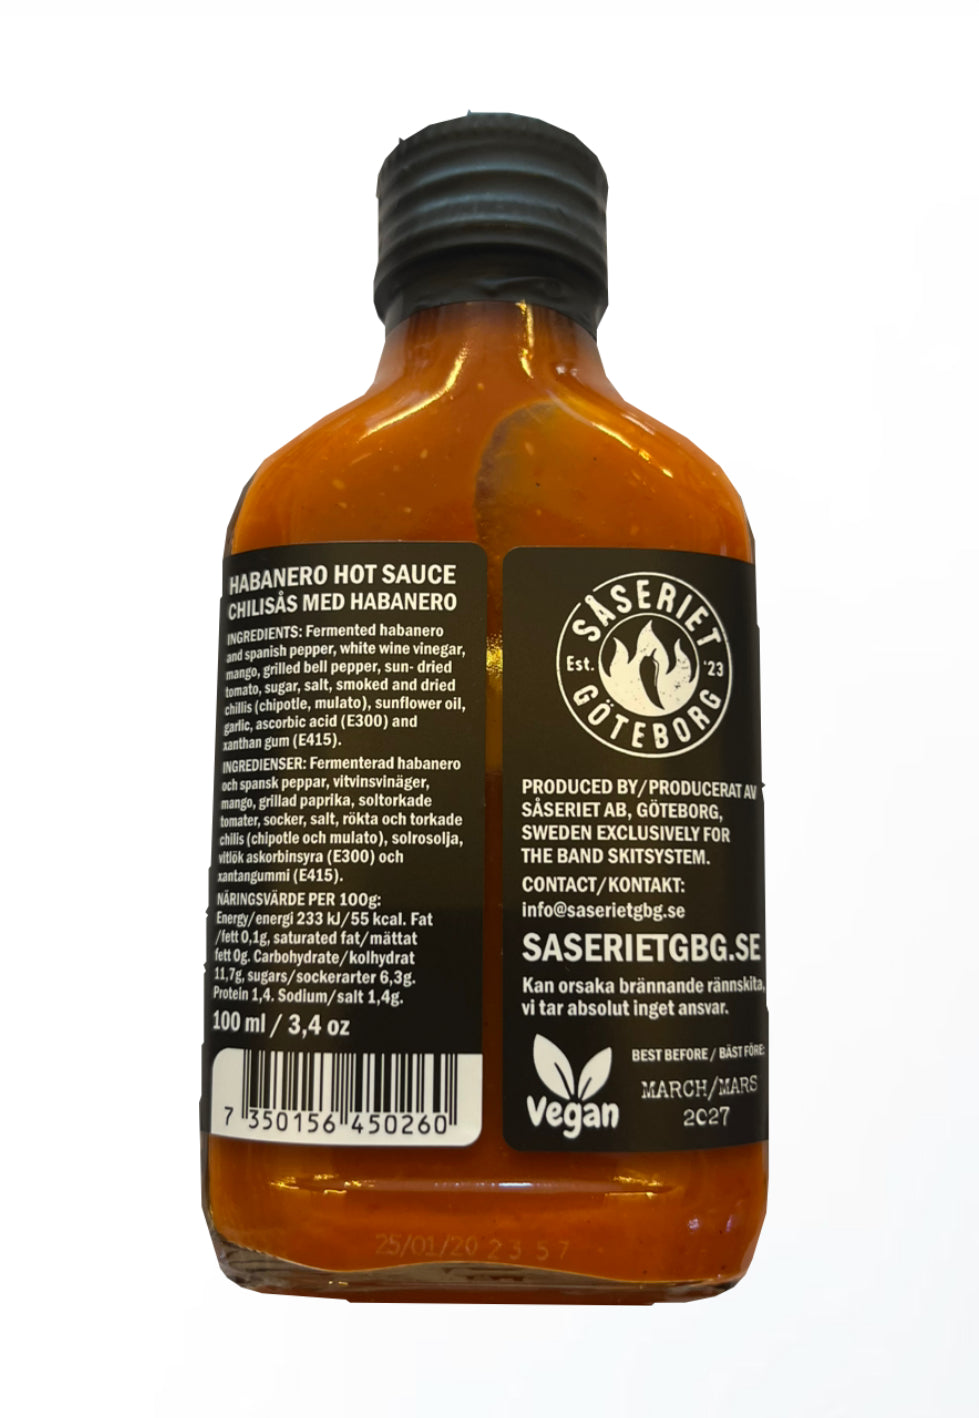 HABANERO HOT SAUCE
CHILISÅS MED HABANERO
INGREDIENTS: Fermented habanero
and spanish pepper, white wine vinegar,
mango, grilled bell pepper, sun- dried
tomato, sugar, salt, smoked and dried
chillis (chipotle, mulato), sunflower oil,
garlic, ascorbic acid (E300) and
xanthan gum (E415).
INGREDIENSER: Fermenterad habanero
och spansk peppar, vitvinsvinäger,
mango, grillad paprika, soltorkade
tomater, socker, salt, rökta och torkade
chilis (chipotle och mulato), solrosolja,
vitlök askorbinsyra (E300) och
xantangummi (E415).
NÄRINGSVÄRDE PER 100g:
Energy/energi 233 kJ/55 kcal. Fat
/fett 0,1g, saturated fat/mättat
fett 0g. Carbohydrate/kolhydrat
11,7g, sugars/sockerarter 6,3g.
Protein 1,4. Sodium/salt 1,4g.
100 ml / 3,4 oz
7 350156 450260
SÅSERIET
Est. '23
GÖTEBORG
PRODUCED BY/PRODUCERAT AV
SÅSERIET AB, GÖTEBORG,
SWEDEN EXCLUSIVELY FOR
THE BAND SKITSYSTEM.
CONTACT/KONTAKT:
info@saserietgbg.se
SASERIETGBG.SE
Kan orsaka brännande rännskita,
vi tar absolut inget ansvar.
Vegan
BEST BEFORE / BÄST FÖRE:
MARCH/MARS
2027
25/01/20 2 3 5 7